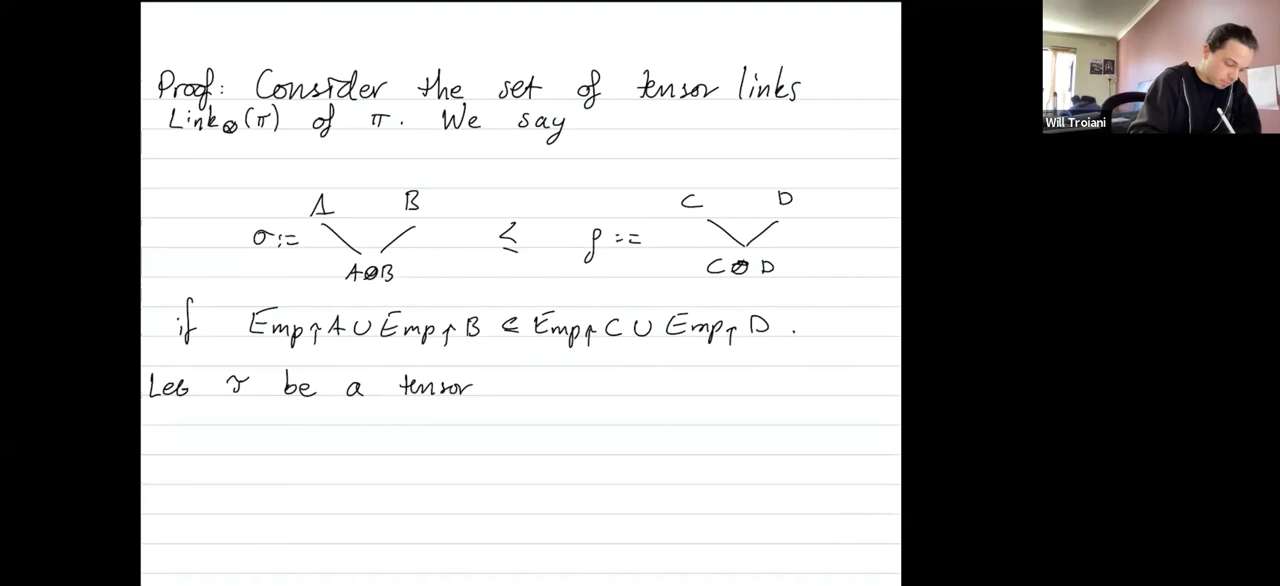 Proof: Consider the set of tensor links
Link⊗(π) of π. We say
A B C D
σ:= ≤ ρ:=
A⊗B C⊗D
if Emp↑A ∪ Emp↑B ⊆ Emp↑C ∪ Emp↑D.
Let τ be a tensor
Will Troiani